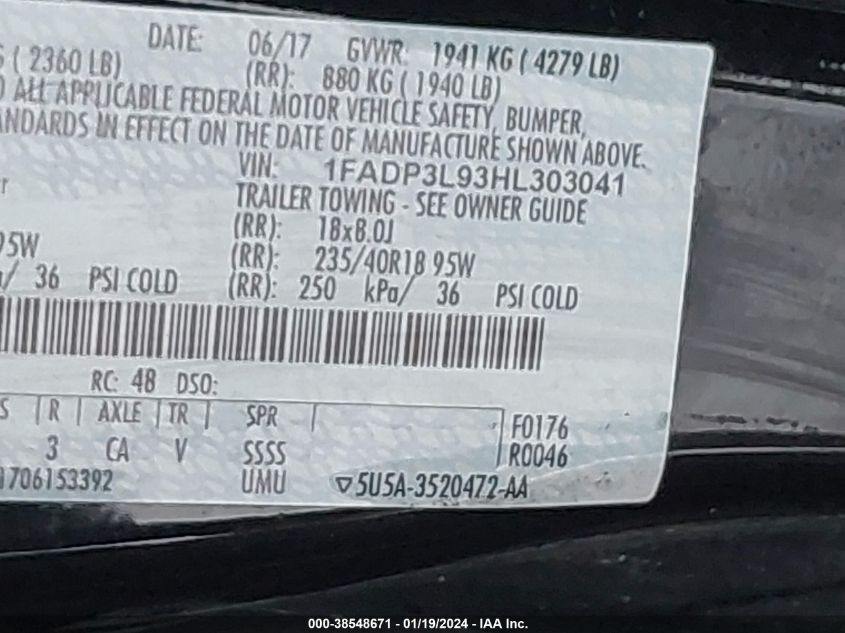 DATE: 06/17 GVWR: 1941 KG ( 4279 LB)
( 2360 LB) (RR): 880 KG ( 1940 LB)
ALL APPLICABLE FEDERAL MOTOR VEHICLE SAFETY, BUMPER,
ANDARDS IN EFFECT ON THE DATE OF MANUFACTURE SHOWN ABOVE.
VIN: 1FADP3L93HL303041
TRAILER TOWING - SEE OWNER GUIDE
(RR): 18x8.0J
95W (RR): 235/40R18 95W
/ 36 PSI COLD (RR): 250 kPa/ 36 PSI COLD
RC: 48 DSO:
S | R | AXLE | TR | SPR F0176
3 CA V SSSS R0046
1706153392 UMU ▽5U5A-3520472-AA
000-38548671 - 01/19/2024 - IAA Inc.